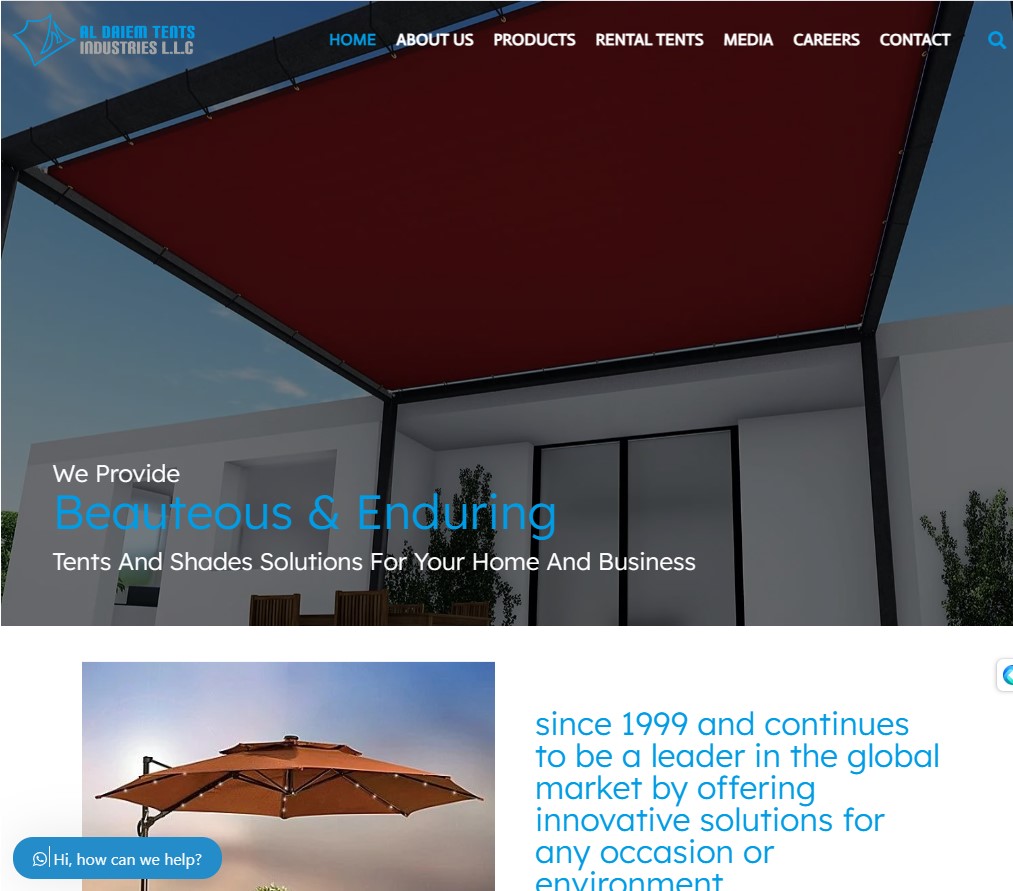 AL DAIEM TENTS
INDUSTRIES L.L.C
HOME ABOUT US PRODUCTS RENTAL TENTS MEDIA CAREERS CONTACT
We Provide
Beauteous & Enduring
Tents And Shades Solutions For Your Home And Business
since 1999 and continues
to be a leader in the global
market by offering
innovative solutions for
any occasion or
environment
Hi, how can we help?